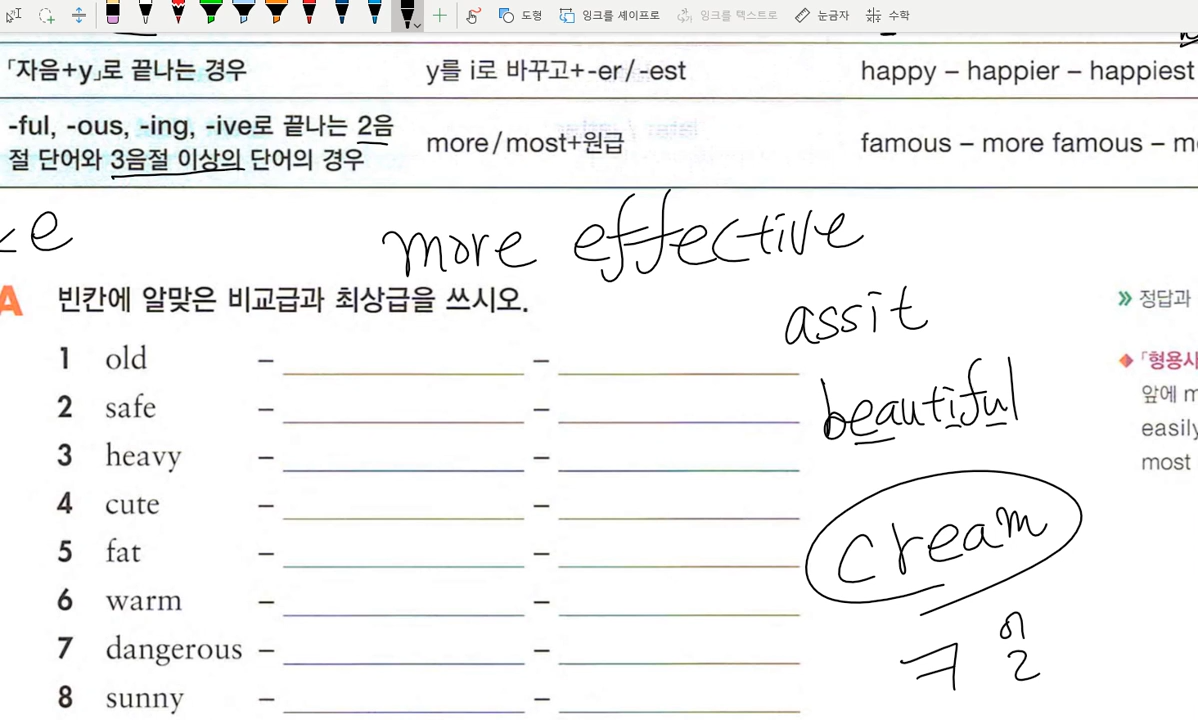 도형 잉크를 셰이프로 잉크를 텍스트로 눈금자 수학
「자음+y」로 끝나는 경우 y를 i로 바꾸고+-er/-est happy – happier – happiest
-ful, -ous, -ing, -ive로 끝나는 2음
절 단어와 3음절 이상의 단어의 경우 more/most+원급 famous – more famous –
e more effective
A 빈칸에 알맞은 비교급과 최상급을 쓰시오.
assit
» 정답과
1 old – –
「형용사
2 safe – –
beautiful
앞에 m
easily
3 heavy – –
most
4 cute – –
cream
5 fat – –
6 warm – –
7 dangerous – –
8 sunny – –